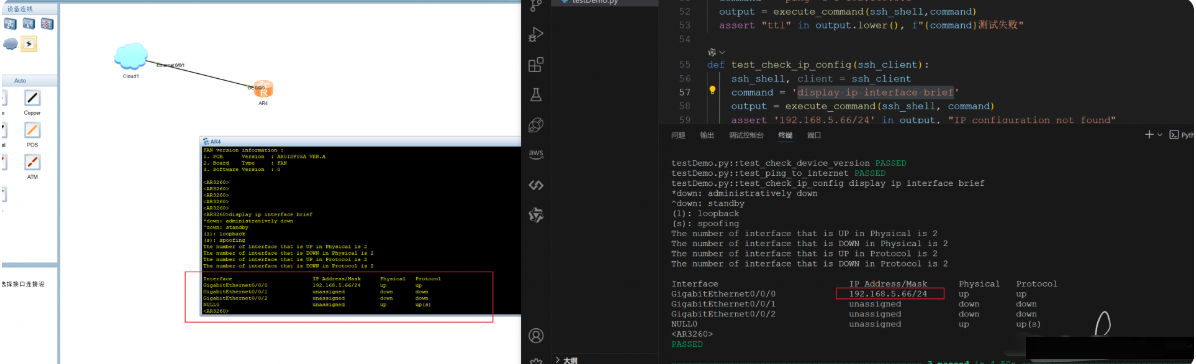 设备连线
Auto
Copper
POS
ATM
选择接口连接设
Cloud1
Ethernet 0/0/1
AR4
AR4
FAN version information :
1. PCB Version : AR01DF05A VER.A
2. Board Type : FAN
3. Software Version : 0
<AR3260>
<AR3260>
<AR3260>
<AR3260>
<AR3260>display ip interface brief
*down: administratively down
^down: standby
(l): loopback
(s): spoofing
The number of interface that is UP in Physical is 2
The number of interface that is DOWN in Physical is 2
The number of interface that is UP in Protocol is 2
The number of interface that is DOWN in Protocol is 2
Interface IP Address/Mask Physical Protocol
GigabitEthernet0/0/0 192.168.5.66/24 up up
GigabitEthernet0/0/1 unassigned down down
GigabitEthernet0/0/2 unassigned down down
NULL0 unassigned up up(s)
<AR3260>
testDemo.py
aws
52 output = execute_command(ssh_shell,command)
53 assert "ttl" in output.lower(), f"{command}测试失败"
54
55 def test_check_ip_config(ssh_client):
56 ssh_shell, client = ssh_client
57 command = 'display ip interface brief'
58 output = execute_command(ssh_shell, command)
59 assert '192.168.5.66/24' in output, "IP configuration not found"
问题 输出 调试控制台 终端 端口
testDemo.py::test_check_device_version PASSED
testDemo.py::test_ping_to_internet PASSED
testDemo.py::test_check_ip_config display ip interface brief
*down: administratively down
^down: standby
(l): loopback
(s): spoofing
The number of interface that is UP in Physical is 2
The number of interface that is DOWN in Physical is 2
The number of interface that is UP in Protocol is 2
The number of interface that is DOWN in Protocol is 2
Interface IP Address/Mask Physical Protocol
GigabitEthernet0/0/0 192.168.5.66/24 up up
GigabitEthernet0/0/1 unassigned down down
GigabitEthernet0/0/2 unassigned down down
NULL0 unassigned up up(s)
<AR3260>
PASSED
大纲